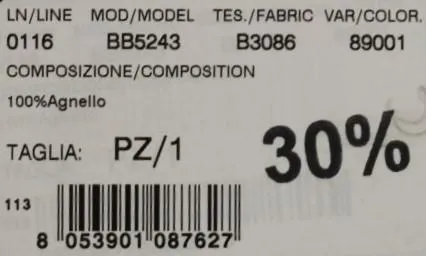 LN/LINE MOD/MODEL TES./FABRIC VAR/COLOR.
0116 BB5243 B3086 89001
COMPOSIZIONE/COMPOSITION
100%Agnello
TAGLIA: PZ/1
30%
113
8 053901 087627